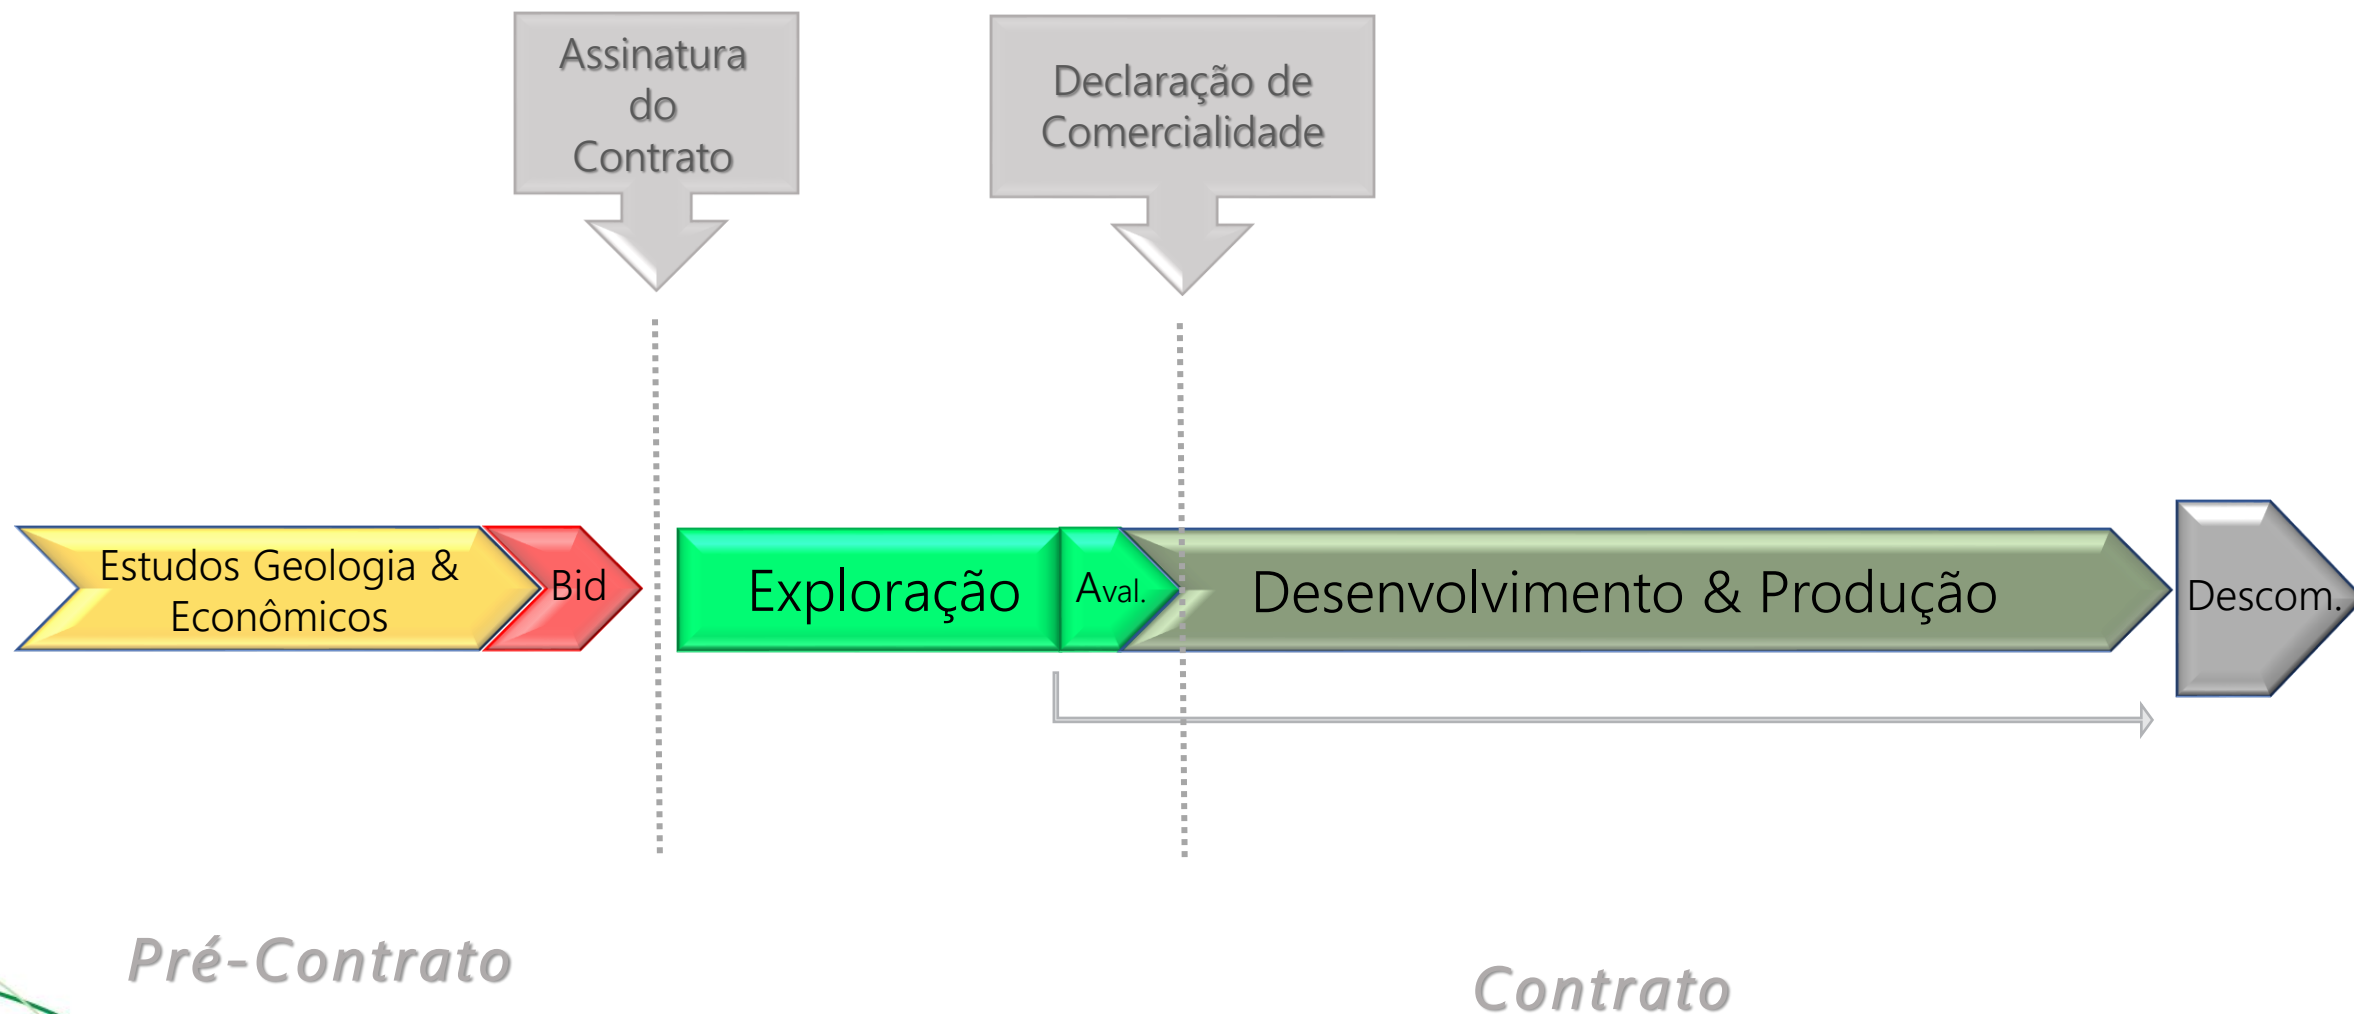 Assinatura
do
Contrato
Declaração de
Comercialidade
Estudos Geologia &
Econômicos
Bid
Exploração
Aval.
Desenvolvimento & Produção
Descom.
Pré-Contrato
Contrato